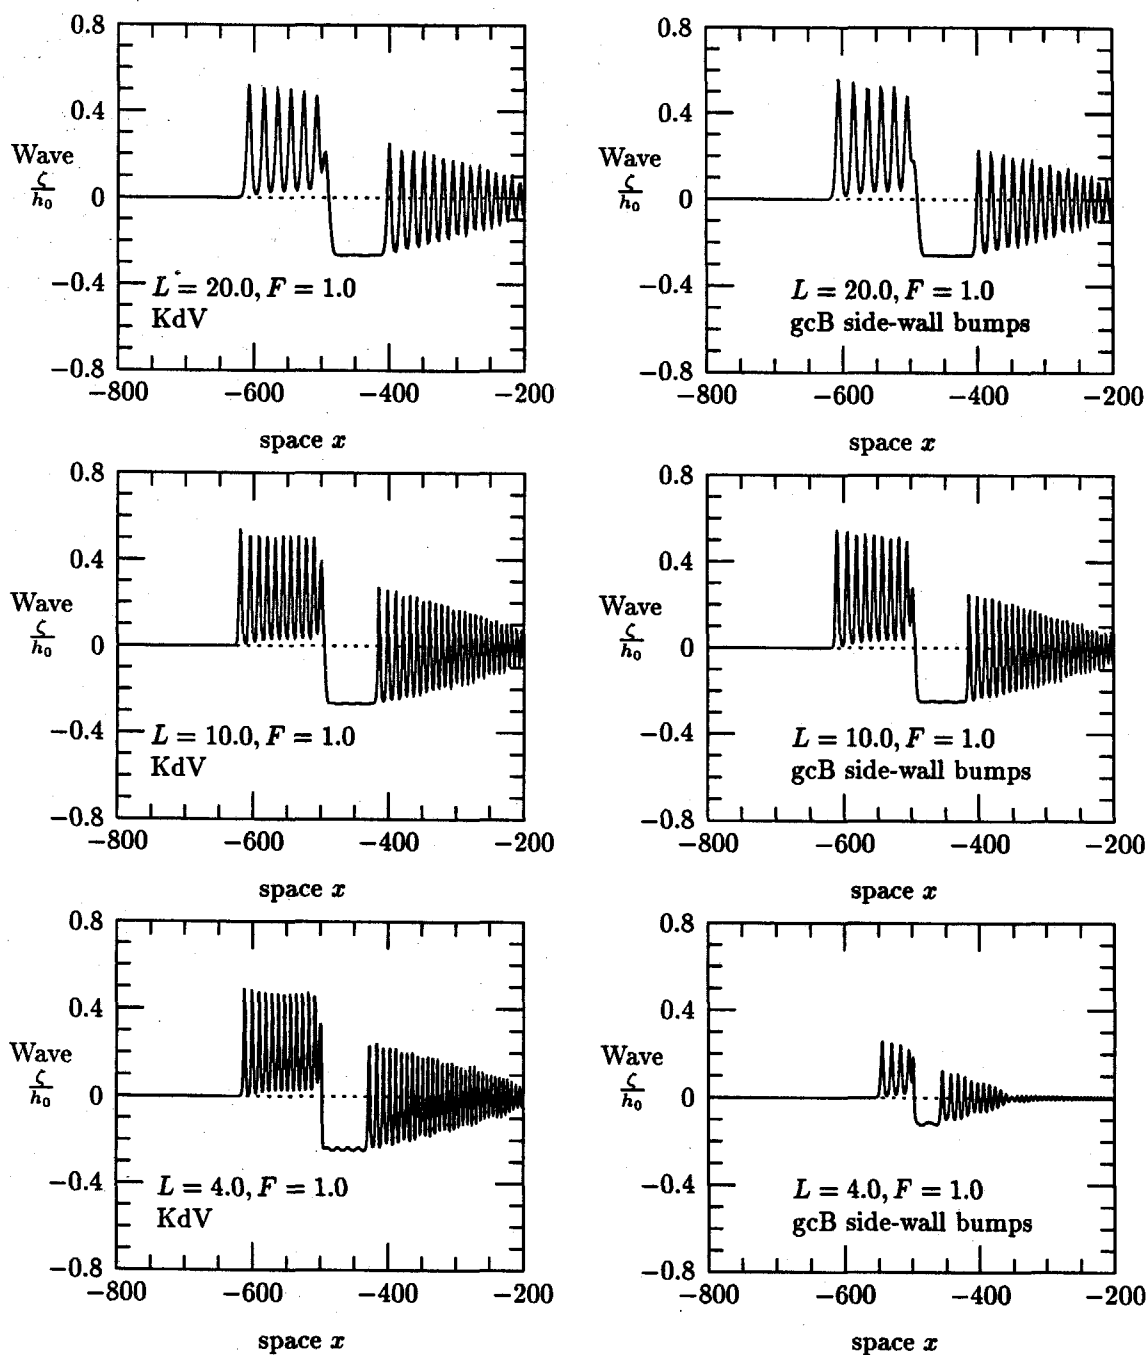 0.8
0.4
Wave
ζ/h₀
0
−0.4
−0.8
L = 20.0, F = 1.0
KdV
−800 −600 −400 −200
space x
0.8
0.4
Wave
ζ/h₀
0
−0.4
−0.8
L = 20.0, F = 1.0
gcB side-wall bumps
−800 −600 −400 −200
space x
0.8
0.4
Wave
ζ/h₀
0
−0.4
−0.8
L = 10.0, F = 1.0
KdV
−800 −600 −400 −200
space x
0.8
0.4
Wave
ζ/h₀
0
−0.4
−0.8
L = 10.0, F = 1.0
gcB side-wall bumps
−800 −600 −400 −200
space x
0.8
0.4
Wave
ζ/h₀
0
−0.4
−0.8
L = 4.0, F = 1.0
KdV
−800 −600 −400 −200
space x
0.8
0.4
Wave
ζ/h₀
0
−0.4
−0.8
L = 4.0, F = 1.0
gcB side-wall bumps
−800 −600 −400 −200
space x